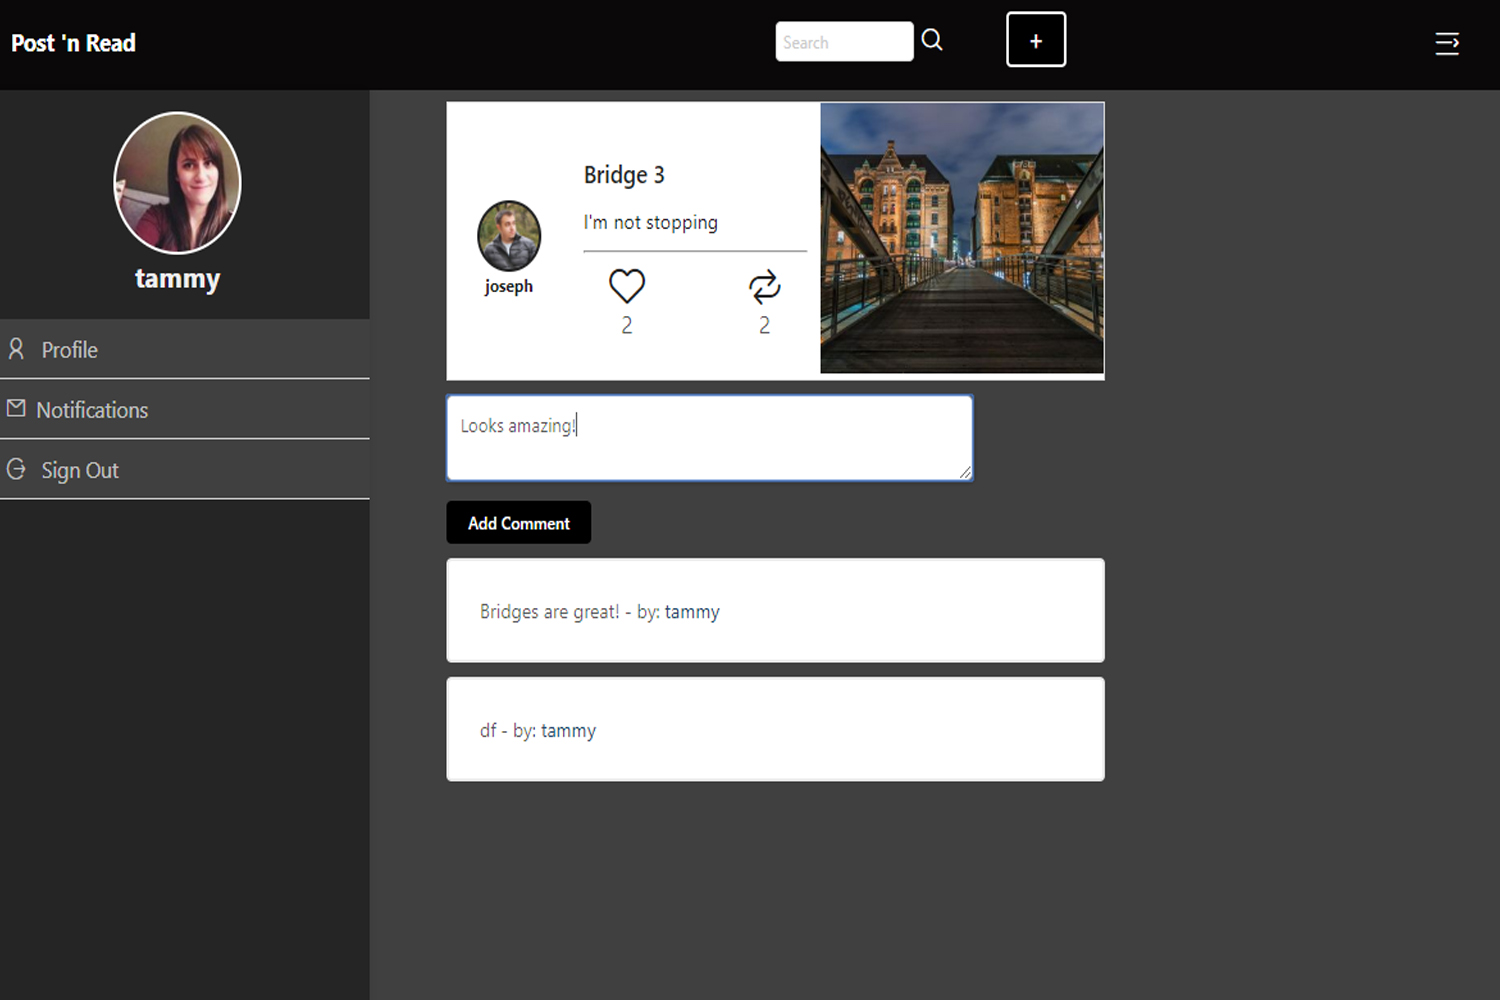 Post 'n Read
Search
+
tammy
Profile
Notifications
Sign Out
Bridge 3
I'm not stopping
joseph
2
2
Looks amazing!
Add Comment
Bridges are great! - by: tammy
df - by: tammy